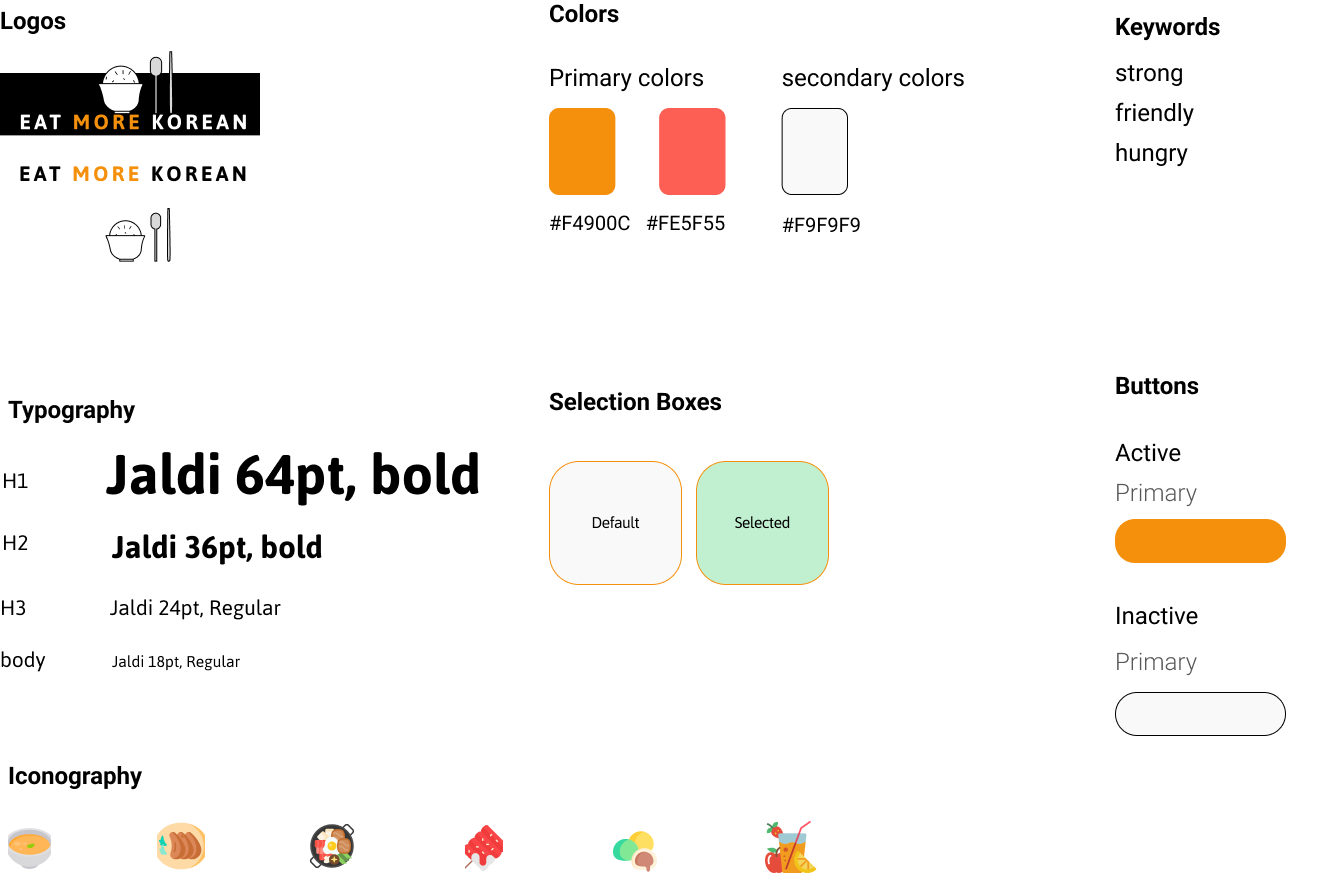 Logos
EAT MORE KOREAN
EAT MORE KOREAN
Colors
Primary colors
secondary colors
#F4900C
#FE5F55
#F9F9F9
Keywords
strong
friendly
hungry
Typography
H1
Jaldi 64pt, bold
H2
Jaldi 36pt, bold
H3
Jaldi 24pt, Regular
body
Jaldi 18pt, Regular
Selection Boxes
Default
Selected
Buttons
Active
Primary
Inactive
Primary
Iconography